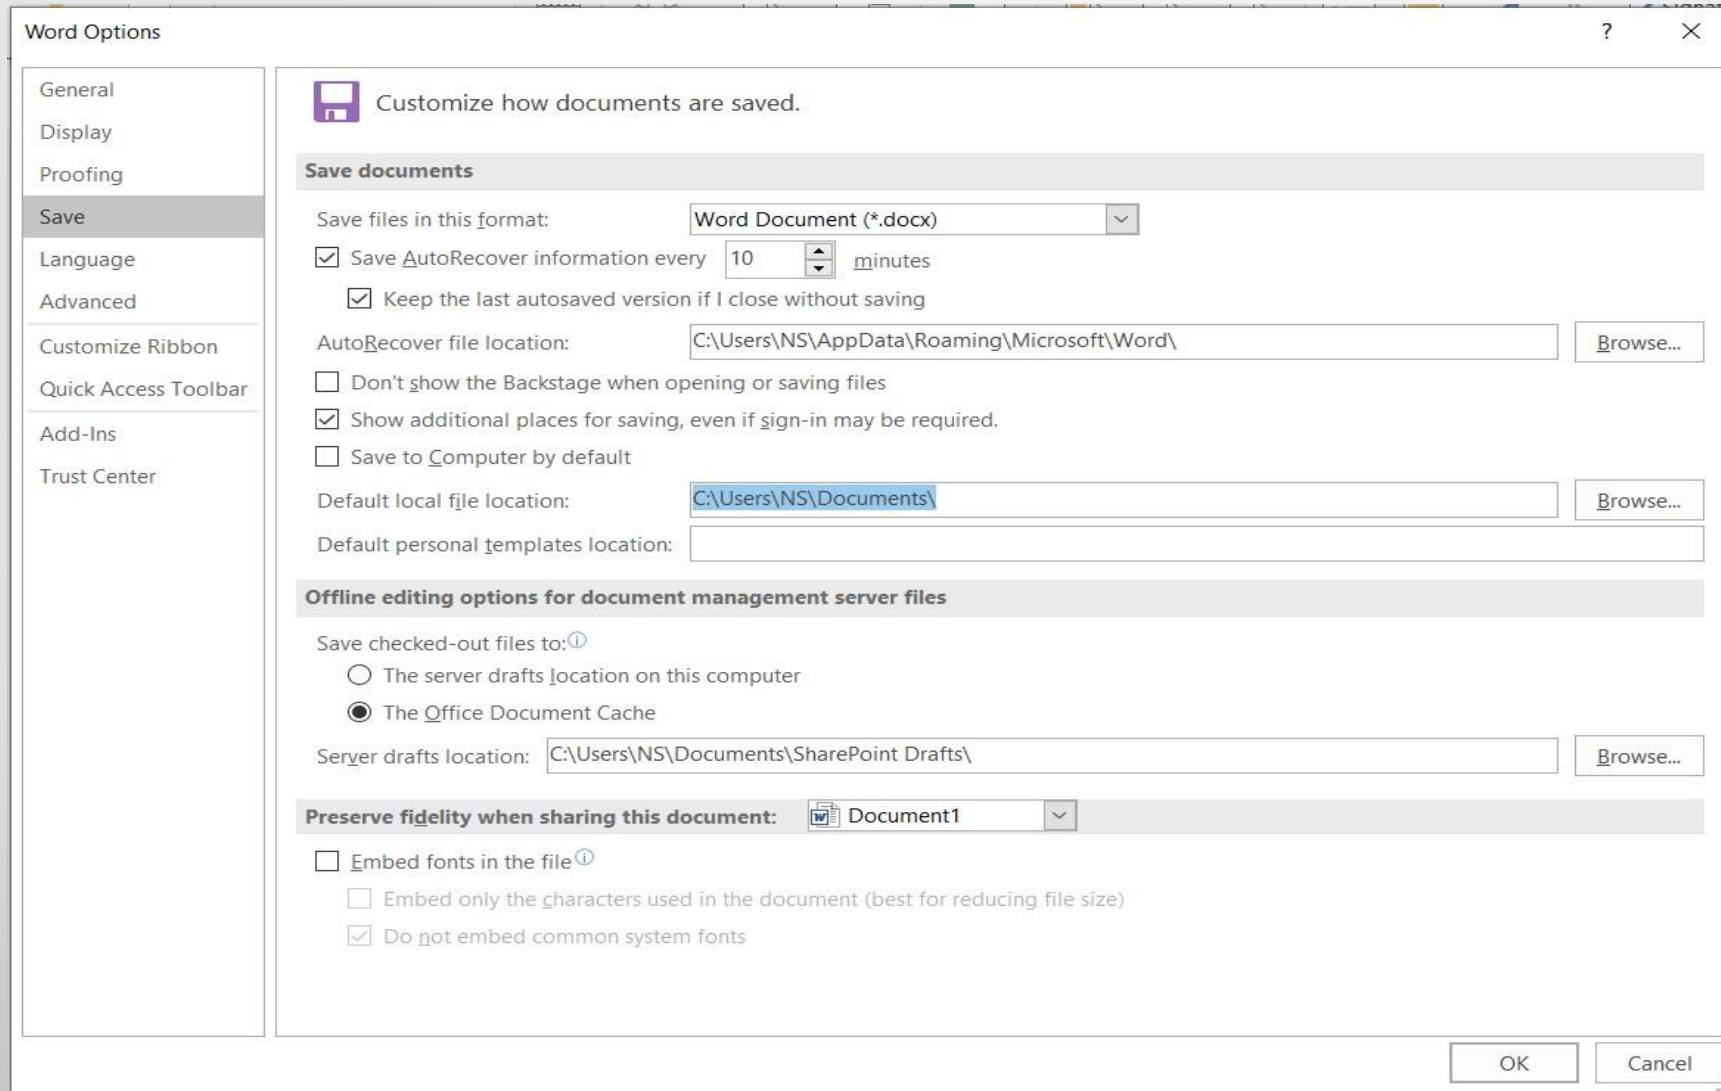 Word Options
?
General
Display
Proofing
Save
Language
Advanced
Customize Ribbon
Quick Access Toolbar
Add-Ins
Trust Center
Customize how documents are saved.
Save documents
Save files in this format: Word Document (*.docx)
Save AutoRecover information every 10 minutes
Keep the last autosaved version if I close without saving
AutoRecover file location: C:\Users\NS\AppData\Roaming\Microsoft\Word\ Browse...
Don't show the Backstage when opening or saving files
Show additional places for saving, even if sign-in may be required.
Save to Computer by default
Default local file location: C:\Users\NS\Documents\ Browse...
Default personal templates location:
Offline editing options for document management server files
Save checked-out files to:
The server drafts location on this computer
The Office Document Cache
Server drafts location: C:\Users\NS\Documents\SharePoint Drafts\ Browse...
Preserve fidelity when sharing this document: Document1
Embed fonts in the file
Embed only the characters used in the document (best for reducing file size)
Do not embed common system fonts
OK Cancel